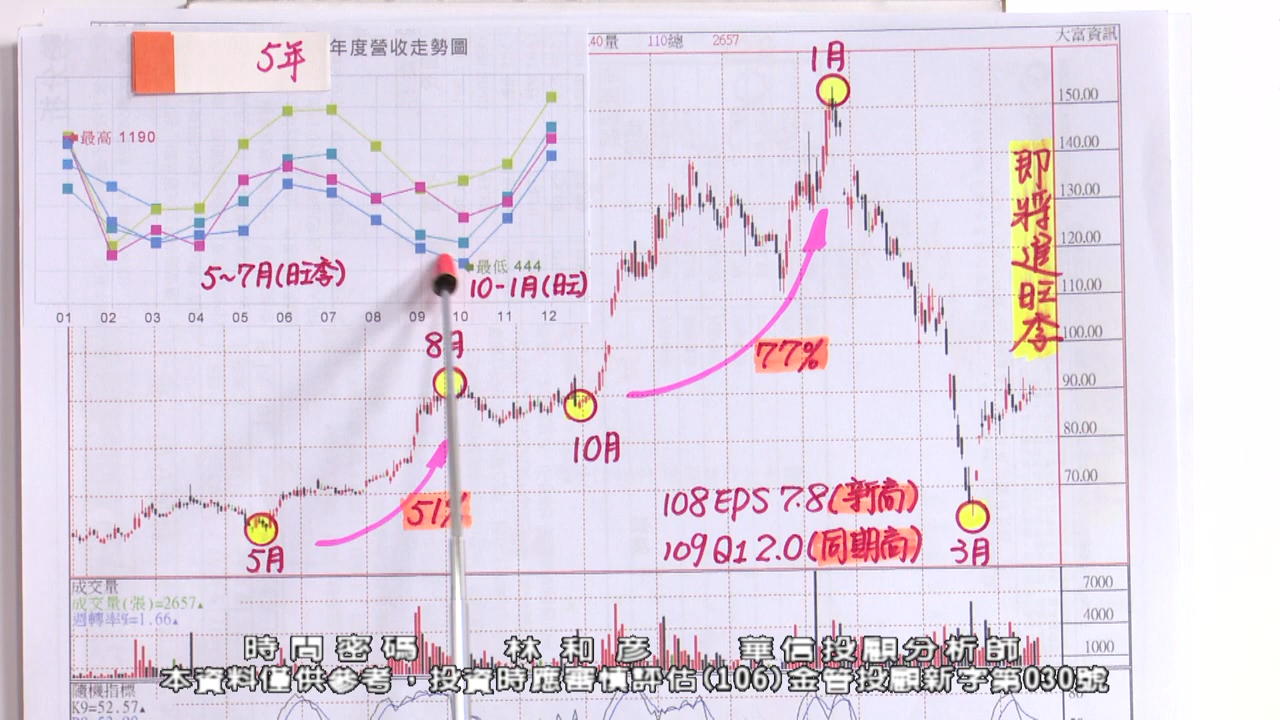 5年
年度營收走勢圖
.40量 110總 2657
1月
大富資訊
最高 1190
最低 444
5~7月(旺季)
10-1月(旺)
01 02 03 04 05 06 07 08 09 10 11 12
即將進旺季
150.00
140.00
130.00
120.00
110.00
100.00
90.00
80.00
70.00
8月
77%
10月
51%
5月
108 EPS 7.8(新高)
109 Q1 2.0(同期高)
3月
成交量
成交量(張)=2657▲
週轉率%=1.66▲
7000
4000
1000
時間密碼 林和彥 華信投顧分析師
本資料僅供參考，投資時應審慎評估(106)金管投顧新字第030號
隨機指標
K9=52.57▲